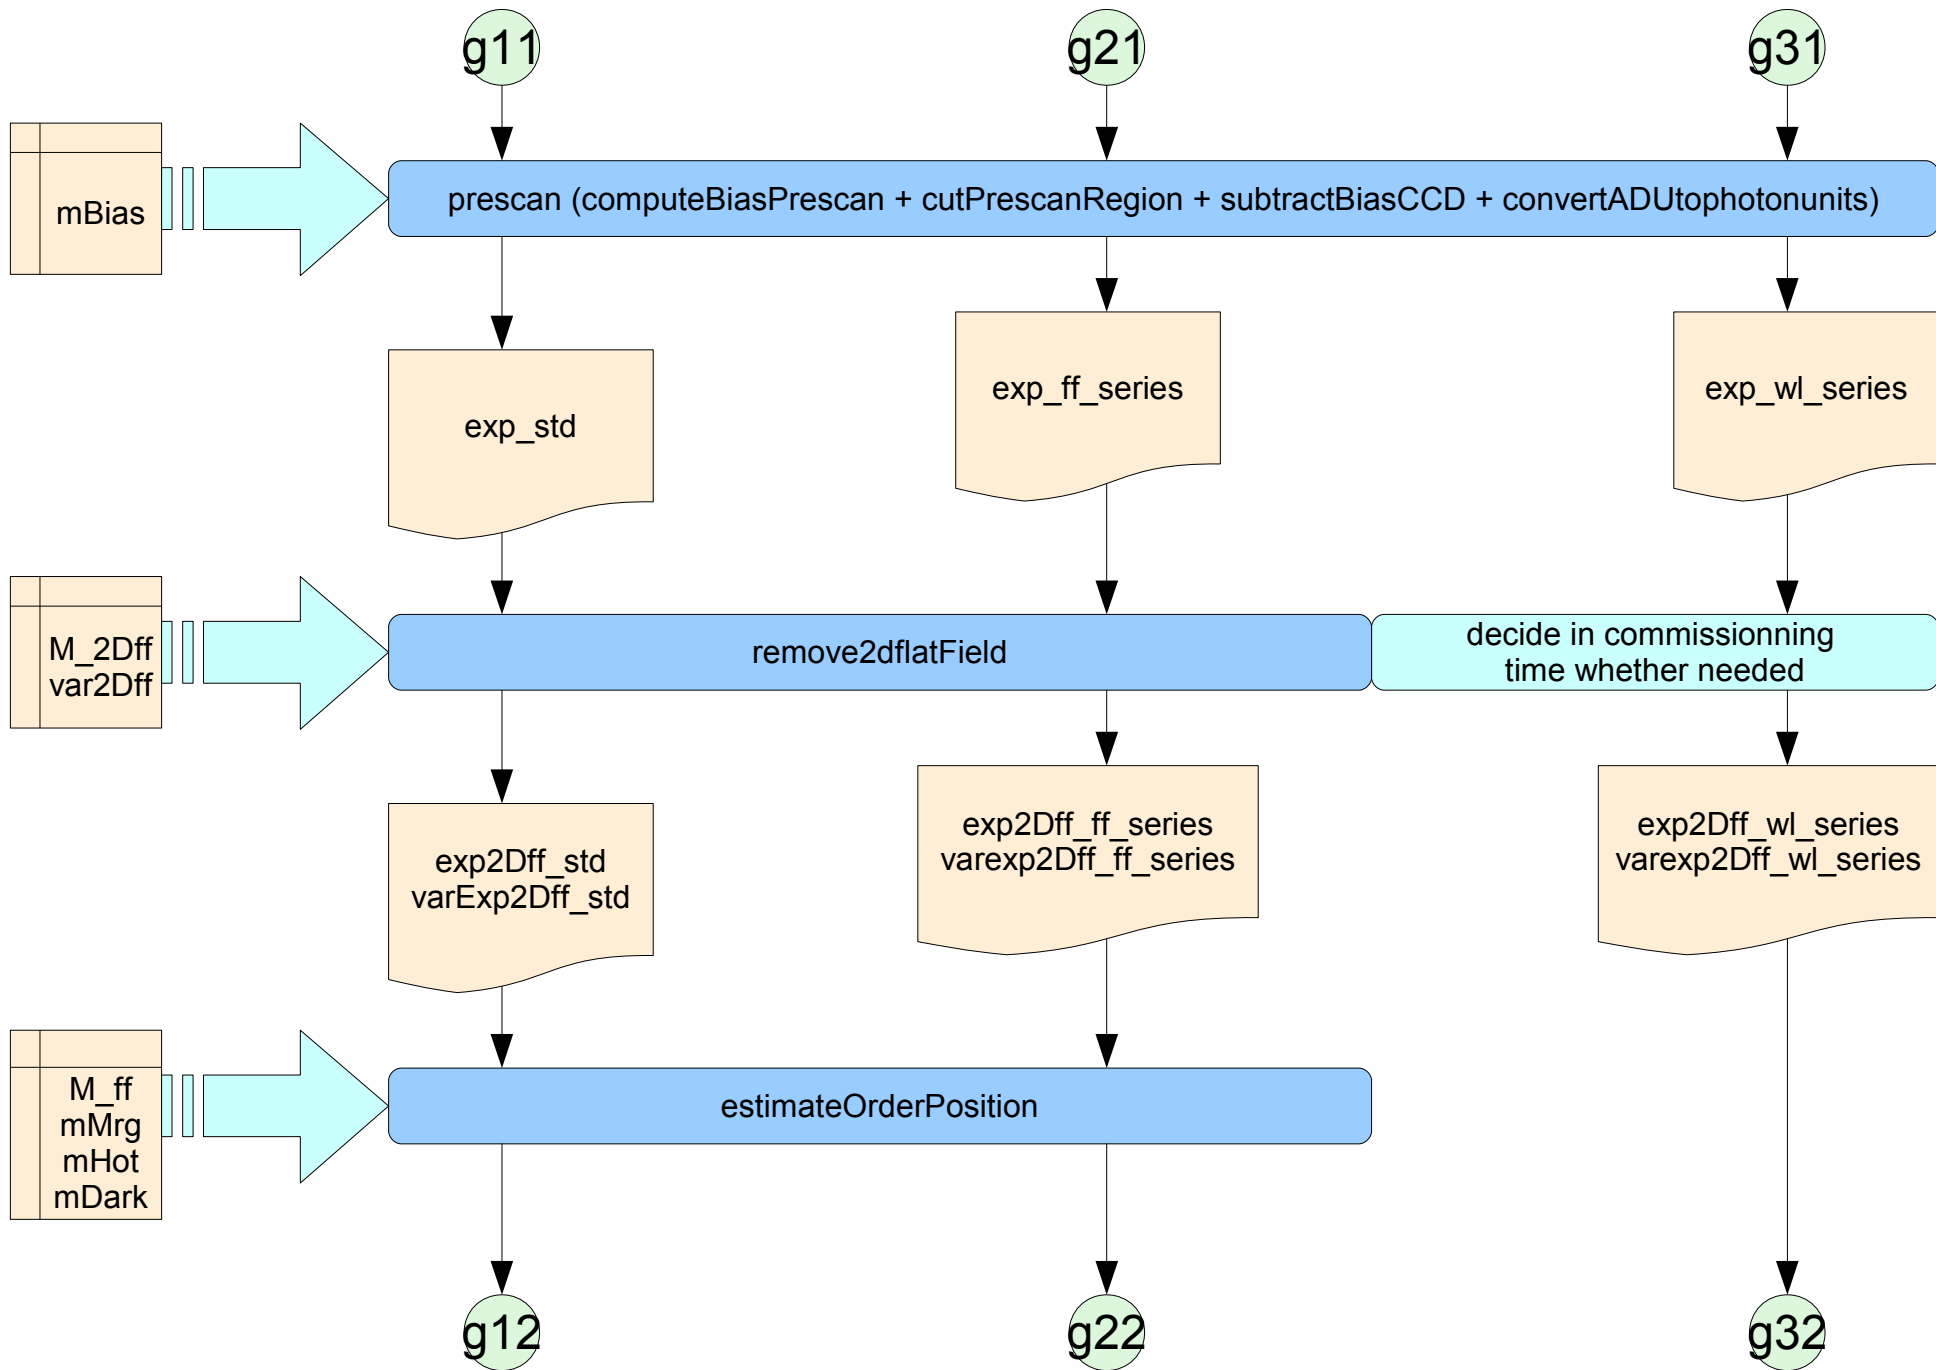 g11
g21
g31
mBias
prescan (computeBiasPrescan + cutPrescanRegion + subtractBiasCCD + convertADUtophotonunits)
exp_std
exp_ff_series
exp_wl_series
M_2Dff
var2Dff
remove2dflatField
decide in commissionning
time whether needed
exp2Dff_std
varExp2Dff_std
exp2Dff_ff_series
varexp2Dff_ff_series
exp2Dff_wl_series
varexp2Dff_wl_series
M_ff
mMrg
mHot
mDark
estimateOrderPosition
g12
g22
g32